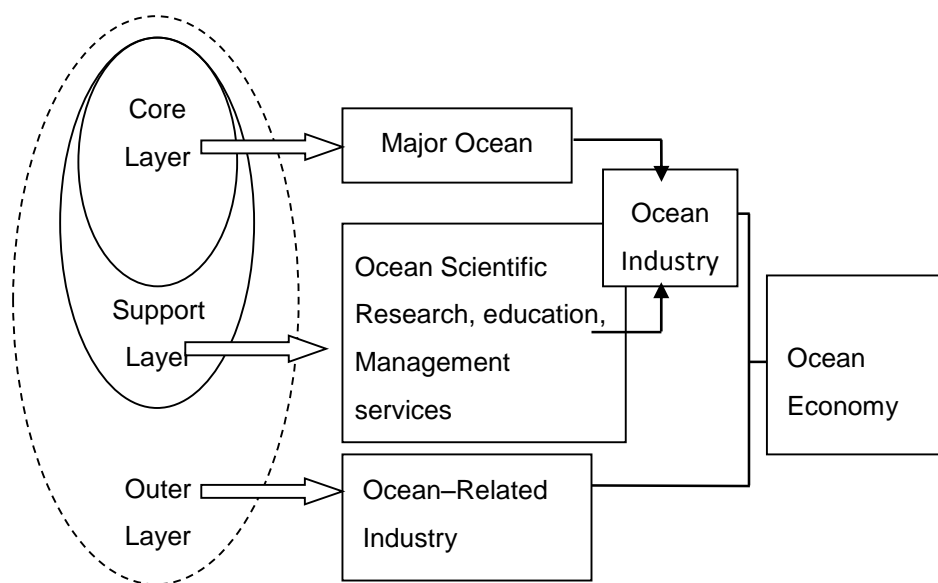 Core
Layer
Major Ocean
Ocean
Industry
Ocean Scientific
Research, education,
Management
services
Support
Layer
Ocean
Economy
Outer
Layer
Ocean–Related
Industry